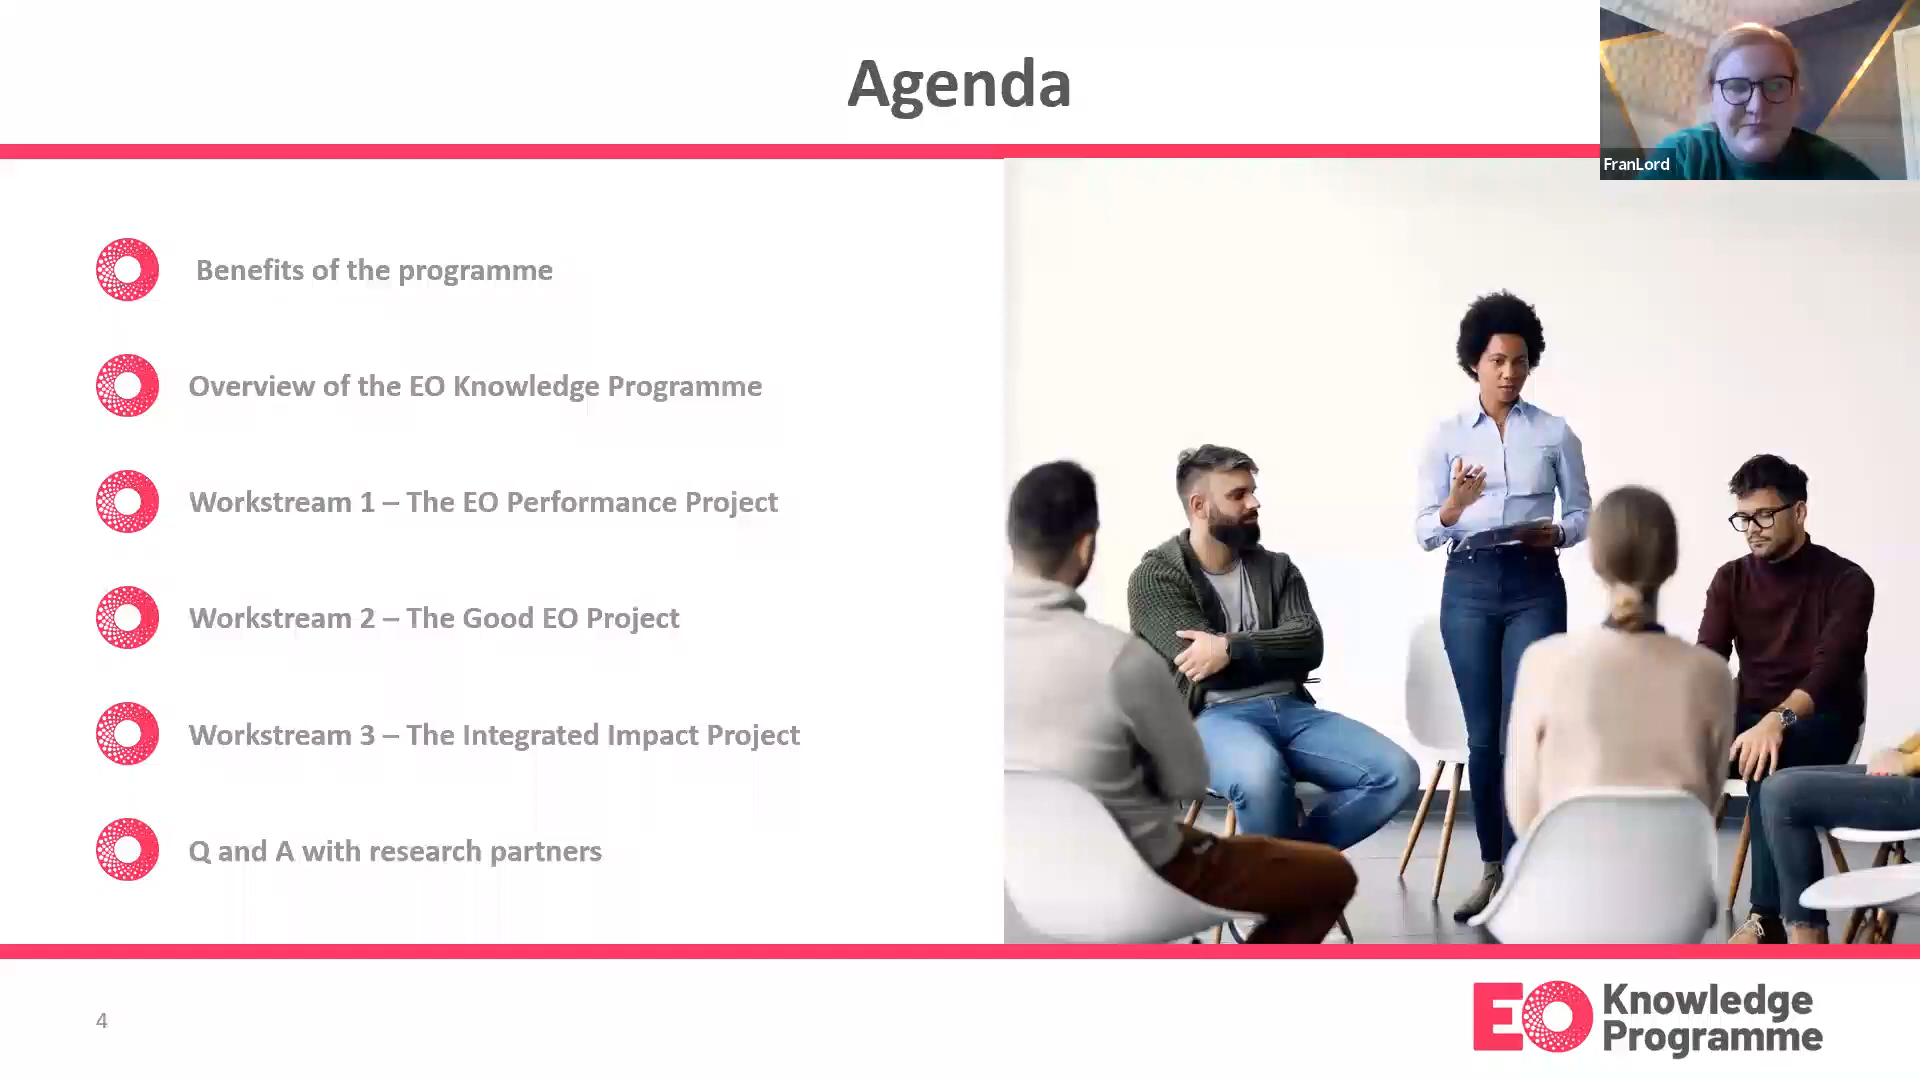 Agenda
FranLord
Benefits of the programme
Overview of the EO Knowledge Programme
Workstream 1 – The EO Performance Project
Workstream 2 – The Good EO Project
Workstream 3 – The Integrated Impact Project
Q and A with research partners
4
EO Knowledge
Programme